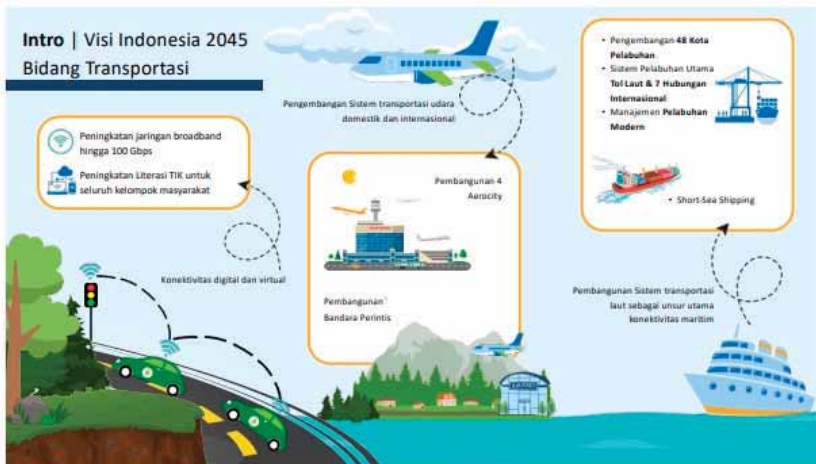 Intro | Visi Indonesia 2045
Bidang Transportasi
Peningkatan jaringan broadband
hingga 100 Gbps
Peningkatan Literasi TIK untuk
seluruh kelompok masyarakat
Konektivitas digital dan virtual
Pengembangan Sistem transportasi udara
domestik dan internasional
Pembangunan 4
Aerocity
Pembangunan
Bandara Perintis
• Pengembangan 48 Kota
Pelabuhan
• Sistem Pelabuhan Utama
Tol Laut & 7 Hubungan
Internasional
• Manajemen Pelabuhan
Modern
• Short-Sea Shipping
Pembangunan Sistem transportasi
laut sebagai unsur utama
konektivitas maritim